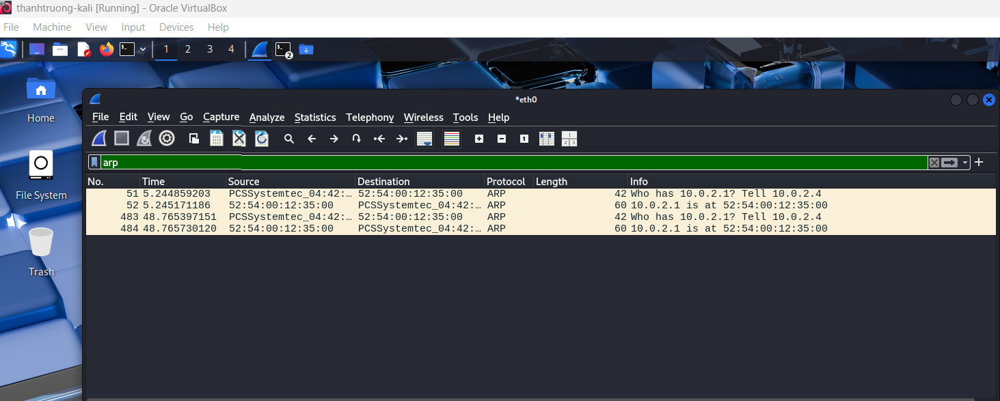 thanhtruong-kali [Running] - Oracle VirtualBox
File Machine View Input Devices Help
1 2 3 4 2
Home
File System
Trash
*eth0
File Edit View Go Capture Analyze Statistics Telephony Wireless Tools Help
arp
No. Time Source Destination Protocol Length Info
51 5.244859203 PCSSystemtec_04:42:… 52:54:00:12:35:00 ARP 42 Who has 10.0.2.1? Tell 10.0.2.4
52 5.245171186 52:54:00:12:35:00 PCSSystemtec_04:42:… ARP 60 10.0.2.1 is at 52:54:00:12:35:00
483 48.765397151 PCSSystemtec_04:42:… 52:54:00:12:35:00 ARP 42 Who has 10.0.2.1? Tell 10.0.2.4
484 48.765730120 52:54:00:12:35:00 PCSSystemtec_04:42:… ARP 60 10.0.2.1 is at 52:54:00:12:35:00